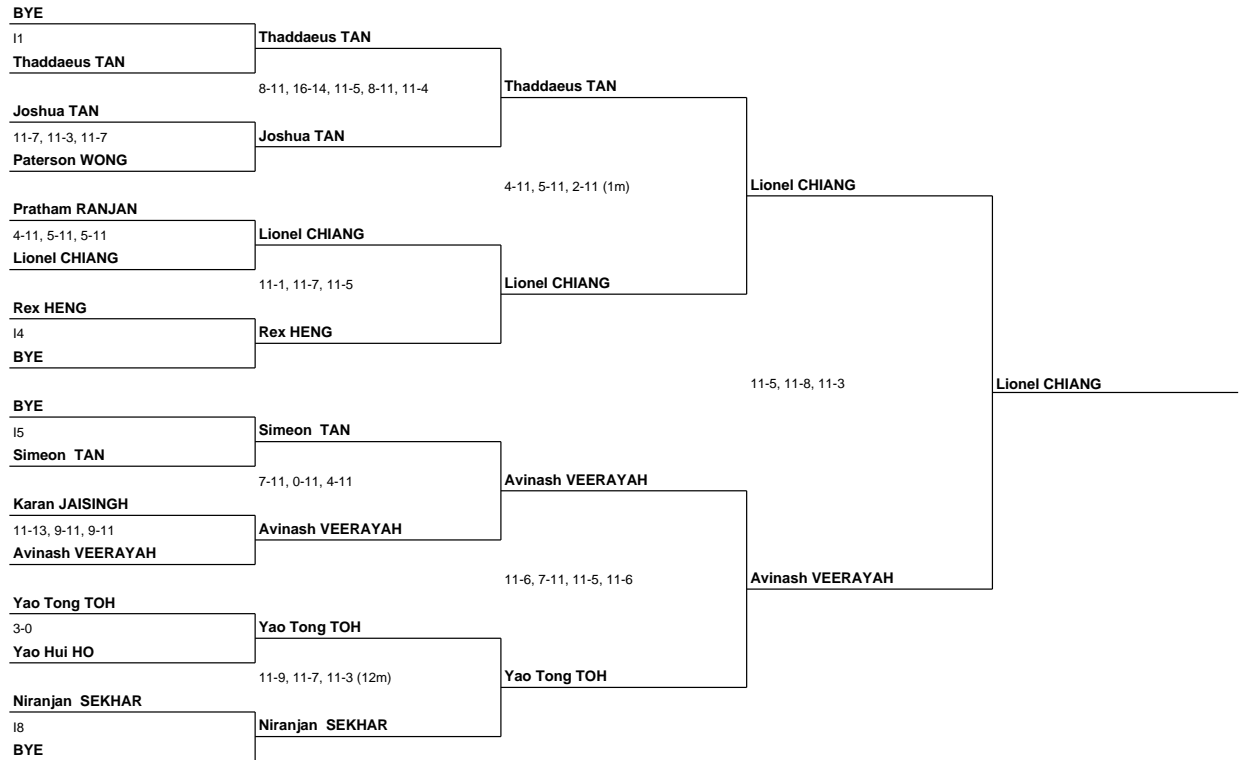 BYE
I1
Thaddaeus TAN
Thaddaeus TAN
8-11, 16-14, 11-5, 8-11, 11-4
Thaddaeus TAN
Joshua TAN
11-7, 11-3, 11-7
Joshua TAN
Paterson WONG
4-11, 5-11, 2-11 (1m)
Lionel CHIANG
Pratham RANJAN
4-11, 5-11, 5-11
Lionel CHIANG
Lionel CHIANG
11-1, 11-7, 11-5
Lionel CHIANG
Rex HENG
I4
Rex HENG
BYE
11-5, 11-8, 11-3
Lionel CHIANG
BYE
I5
Simeon  TAN
Simeon  TAN
7-11, 0-11, 4-11
Avinash VEERAYAH
Karan JAISINGH
11-13, 9-11, 9-11
Avinash VEERAYAH
Avinash VEERAYAH
11-6, 7-11, 11-5, 11-6
Avinash VEERAYAH
Yao Tong TOH
3-0
Yao Tong TOH
Yao Hui HO
11-9, 11-7, 11-3 (12m)
Yao Tong TOH
Niranjan  SEKHAR
I8
Niranjan  SEKHAR
BYE